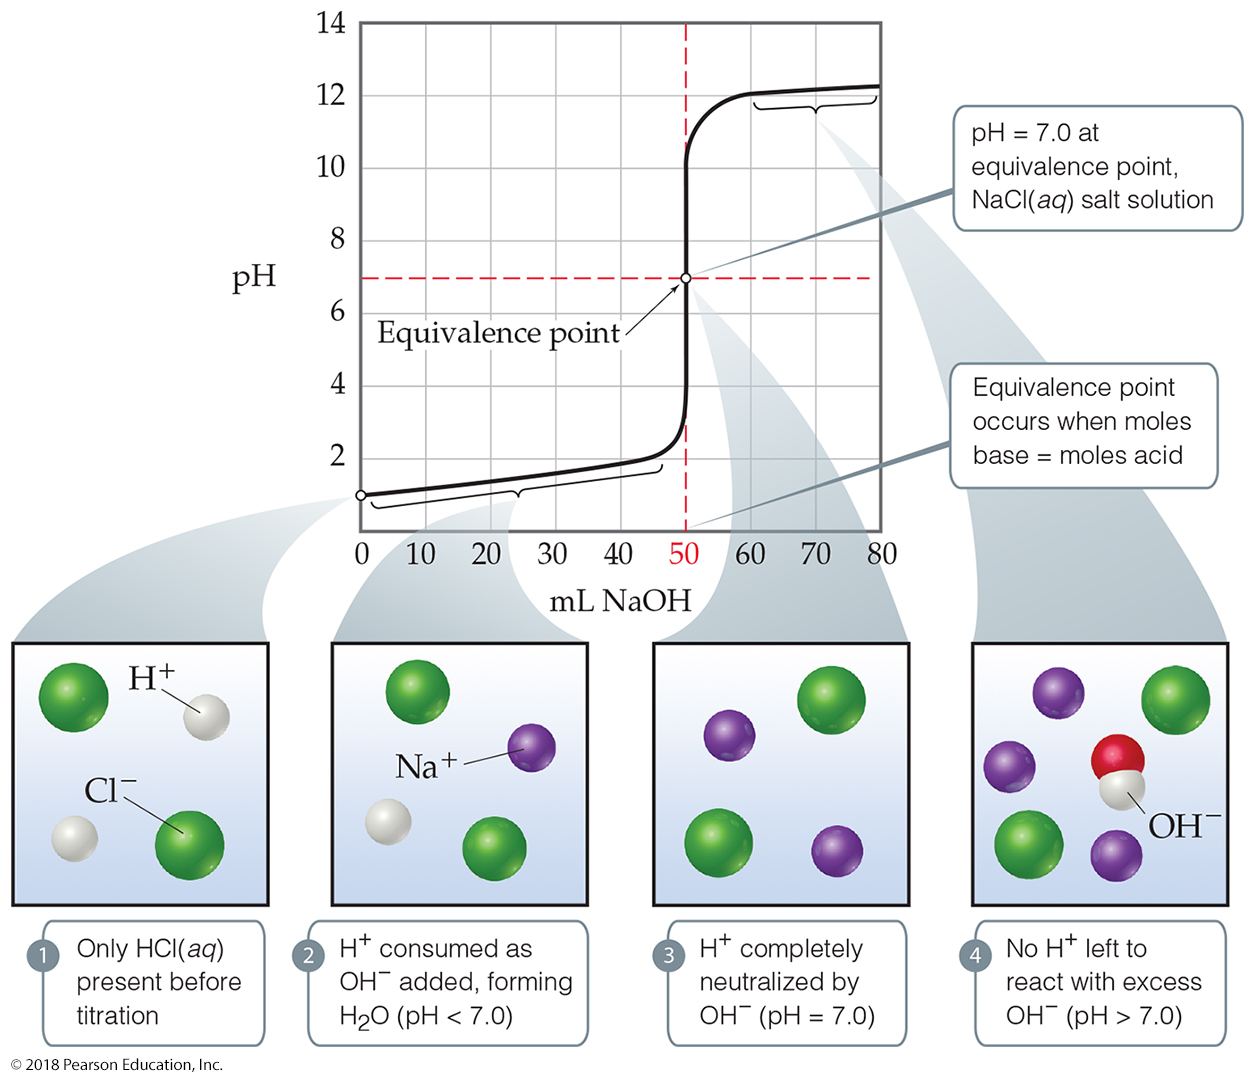 14
12
10
8
6
4
2
pH
Equivalence point
0 10 20 30 40 50 60 70 80
mL NaOH
pH = 7.0 at
equivalence point,
NaCl(aq) salt solution
Equivalence point
occurs when moles
base = moles acid
H⁺
Cl⁻
Na⁺
OH⁻
1
Only HCl(aq)
present before
titration
2
H⁺ consumed as
OH⁻ added, forming
H₂O (pH < 7.0)
3
H⁺ completely
neutralized by
OH⁻ (pH = 7.0)
4
No H⁺ left to
react with excess
OH⁻ (pH > 7.0)
© 2018 Pearson Education, Inc.